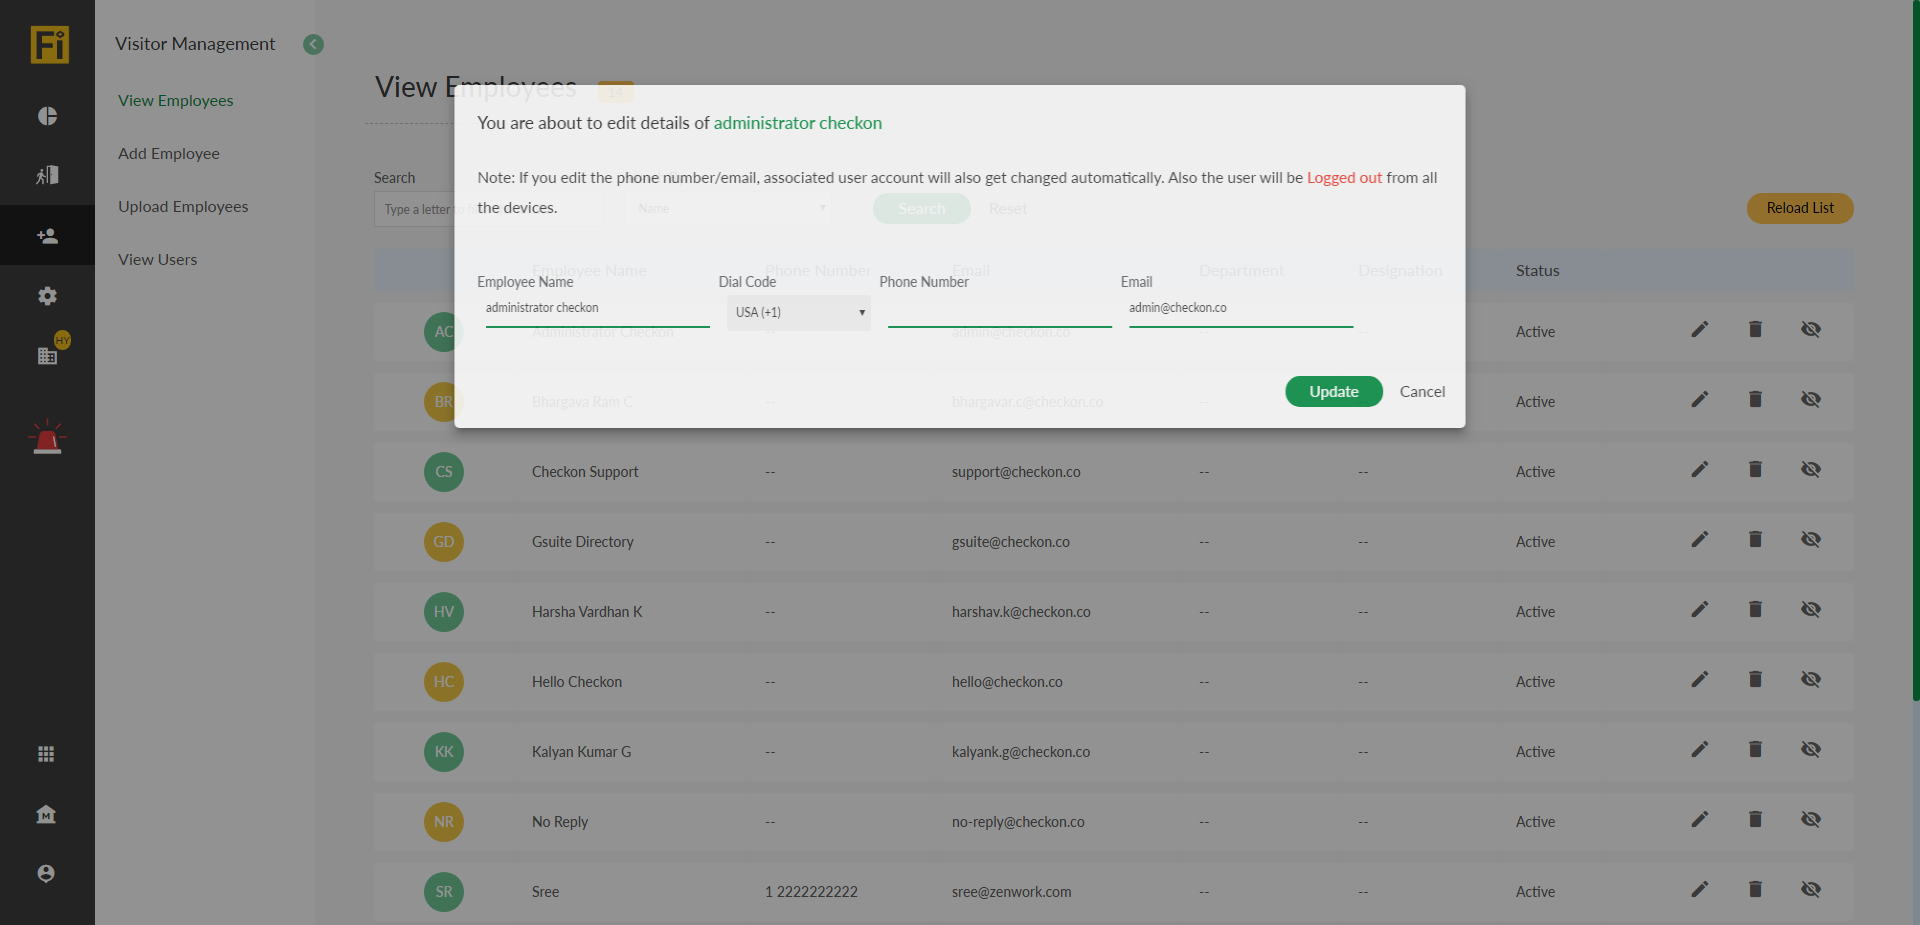 Fi
Visitor Management
View Employees
Add Employee
Upload Employees
View Users
HY
M
View Employees 14
Search
Type a letter to
Name
Search
Reset
Reload List
You are about to edit details of administrator checkon
Note: If you edit the phone number/email, associated user account will also get changed automatically. Also the user will be Logged out from all
the devices.
Employee Name Dial Code Phone Number Email
administrator checkon USA (+1) admin@checkon.co
Update Cancel
Employee Name Phone Number Email Department Designation Status
AC Administrator Checkon -- admin@checkon.co -- -- Active
BR Bhargava Ram C -- bhargavar.c@checkon.co -- Active
CS Checkon Support -- support@checkon.co -- -- Active
GD Gsuite Directory -- gsuite@checkon.co -- -- Active
HV Harsha Vardhan K -- harshav.k@checkon.co -- -- Active
HC Hello Checkon -- hello@checkon.co -- -- Active
KK Kalyan Kumar G -- kalyank.g@checkon.co -- -- Active
NR No Reply -- no-reply@checkon.co -- -- Active
SR Sree 1 2222222222 sree@zenwork.com -- -- Active